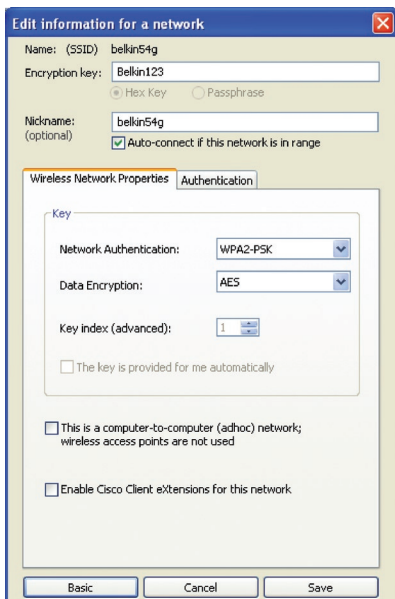 Edit information for a network
Name: (SSID) belkin54g
Encryption key: Belkin123
Hex Key Passphrase
Nickname: belkin54g
(optional)
Auto-connect if this network is in range
Wireless Network Properties Authentication
Key
Network Authentication: WPA2-PSK
Data Encryption: AES
Key index (advanced): 1
The key is provided for me automatically
This is a computer-to-computer (adhoc) network;
wireless access points are not used
Enable Cisco Client eXtensions for this network
Basic Cancel Save